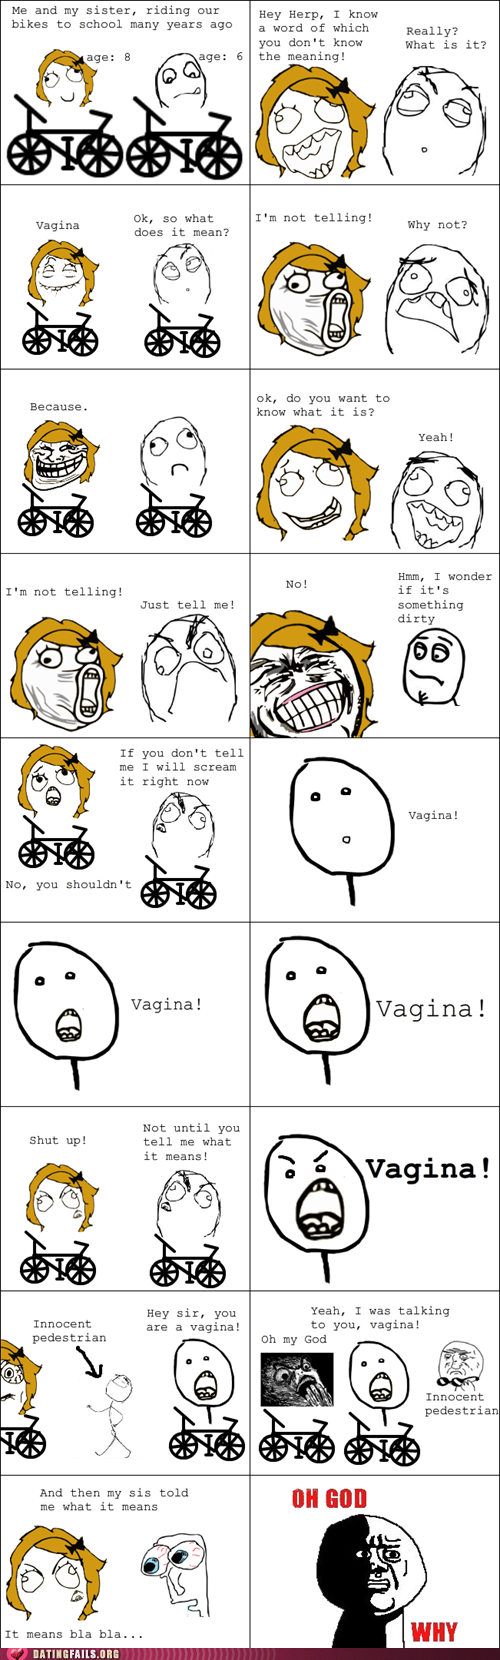 Me and my sister, riding our
bikes to school many years ago
age: 8
age: 6
Hey Herp, I know
a word of which
you don't know
the meaning!
Really?
What is it?
Vagina
Ok, so what
does it mean?
I'm not telling!
Why not?
Because.
ok, do you want to
know what it is?
Yeah!
I'm not telling!
Just tell me!
No!
Hmm, I wonder
if it's
something
dirty
If you don't tell
me I will scream
it right now
No, you shouldn't
Vagina!
Vagina!
Vagina!
Shut up!
Not until you
tell me what
it means!
Vagina!
Innocent
pedestrian
Hey sir, you
are a vagina!
Yeah, I was talking
to you, vagina!
Oh my God
Innocent
pedestrian
And then my sis told
me what it means
It means bla bla...
OH GOD
WHY
DATINGFAILS.ORG